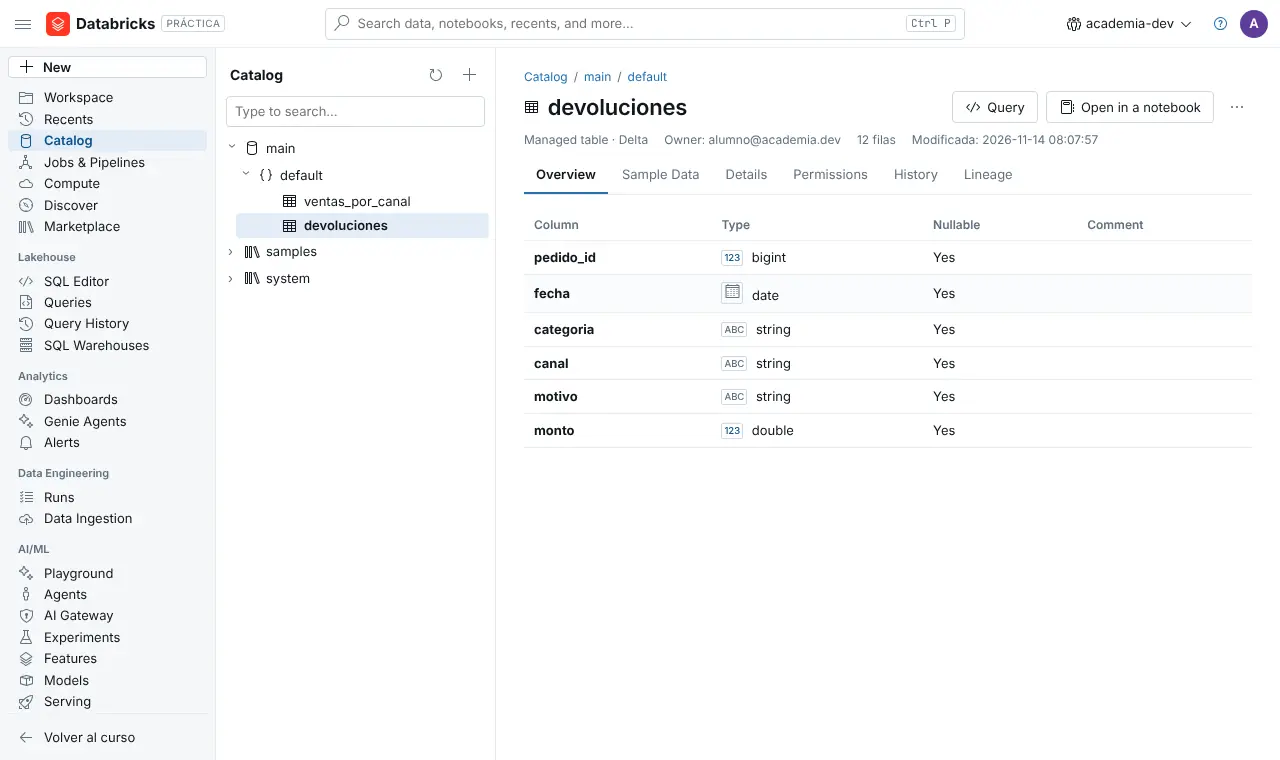 Databricks PRÁCTICA
Search data, notebooks, recents, and more...
Ctrl P
academia-dev
?
A
New
Workspace
Recents
Catalog
Jobs & Pipelines
Compute
Discover
Marketplace
Lakehouse
SQL Editor
Queries
Query History
SQL Warehouses
Analytics
Dashboards
Genie Agents
Alerts
Data Engineering
Runs
Data Ingestion
AI/ML
Playground
Agents
AI Gateway
Experiments
Features
Models
Serving
Volver al curso
Catalog
Type to search...
main
default
ventas_por_canal
devoluciones
samples
system
Catalog / main / default
devoluciones
Query
Open in a notebook
Managed table · Delta Owner: alumno@academia.dev 12 filas Modificada: 2026-11-14 08:07:57
Overview Sample Data Details Permissions History Lineage
Column Type Nullable Comment
pedido_id 123 bigint Yes
fecha date Yes
categoria ABC string Yes
canal ABC string Yes
motivo ABC string Yes
monto 123 double Yes